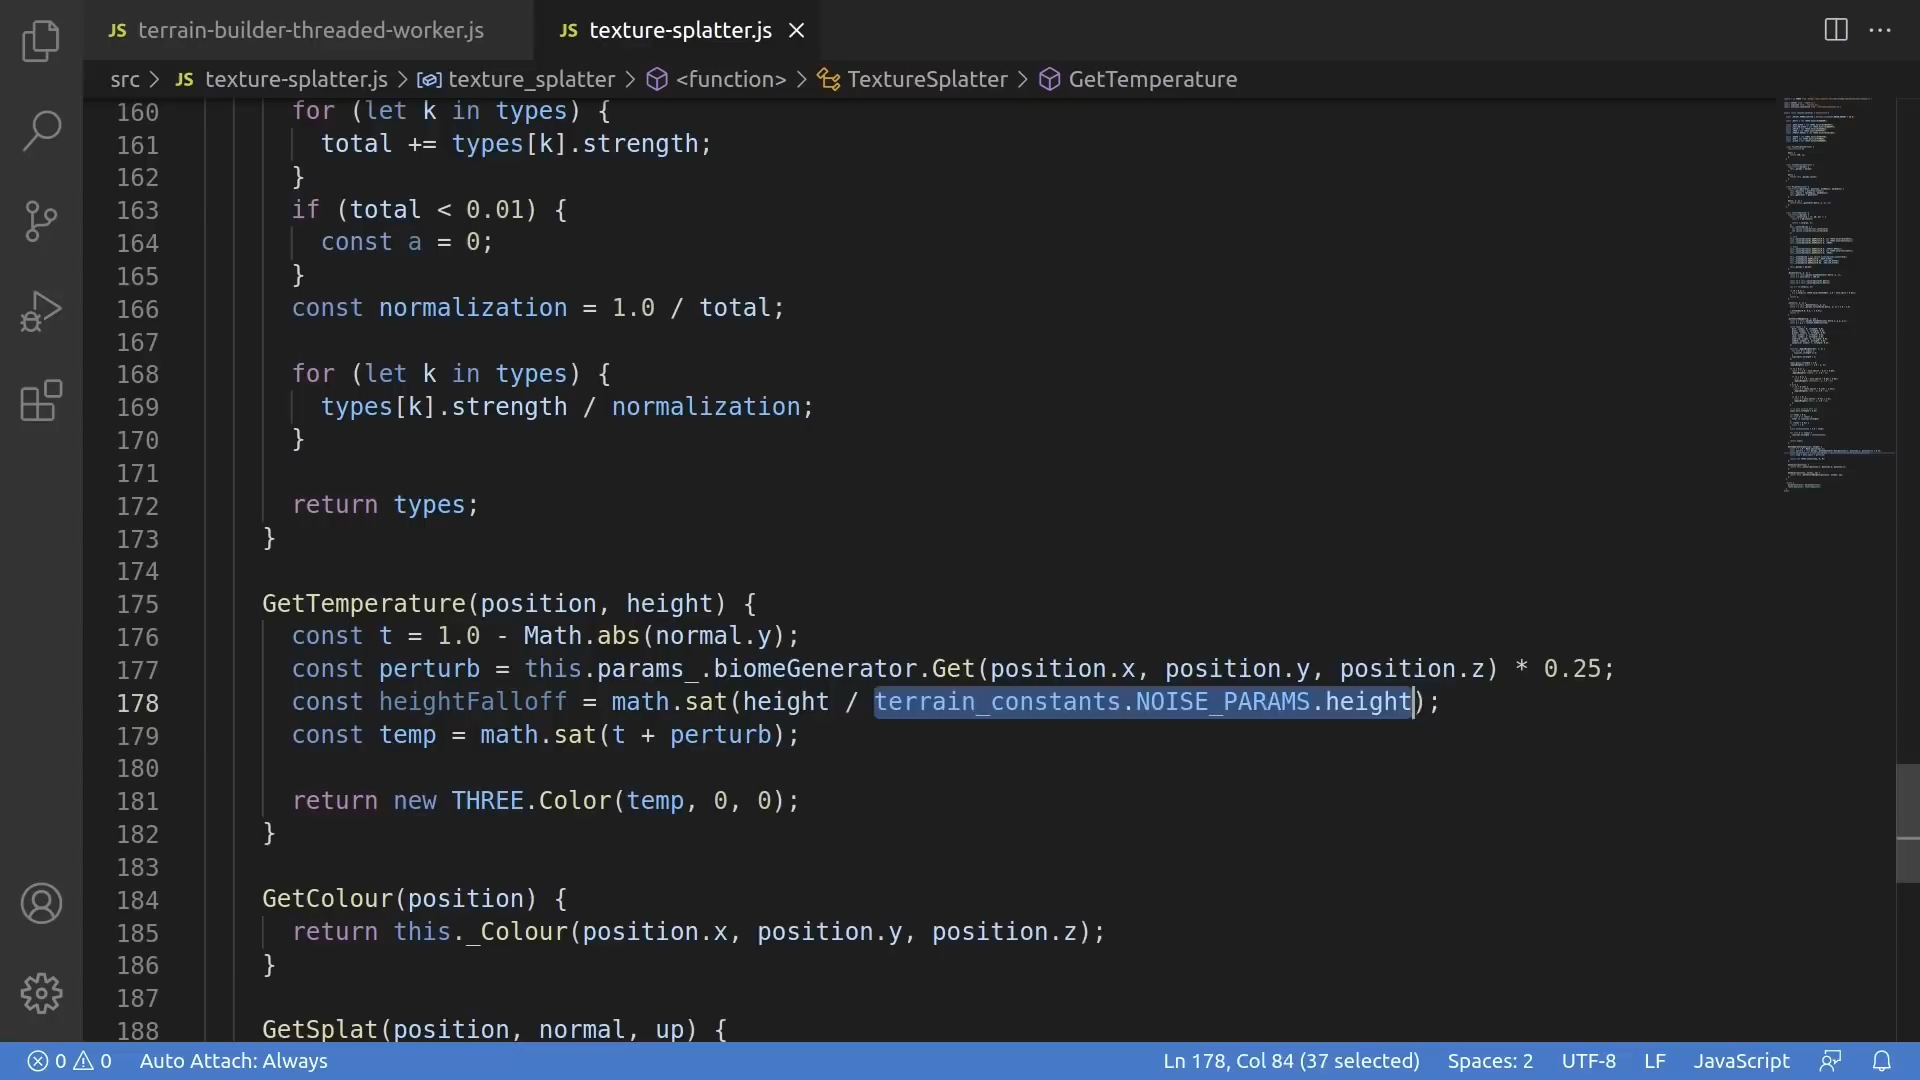 JS terrain-builder-threaded-worker.js JS texture-splatter.js
src > JS texture-splatter.js > texture_splatter > <function> > TextureSplatter > GetTemperature
160 for (let k in types) {
161 total += types[k].strength;
162 }
163 if (total < 0.01) {
164 const a = 0;
165 }
166 const normalization = 1.0 / total;
167
168 for (let k in types) {
169 types[k].strength / normalization;
170 }
171
172 return types;
173 }
174
175 GetTemperature(position, height) {
176 const t = 1.0 - Math.abs(normal.y);
177 const perturb = this.params_.biomeGenerator.Get(position.x, position.y, position.z) * 0.25;
178 const heightFalloff = math.sat(height / terrain_constants.NOISE_PARAMS.height);
179 const temp = math.sat(t + perturb);
180
181 return new THREE.Color(temp, 0, 0);
182 }
183
184 GetColour(position) {
185 return this._Colour(position.x, position.y, position.z);
186 }
187
188 GetSplat(position, normal, up) {
0 0 Auto Attach: Always Ln 178, Col 84 (37 selected) Spaces: 2 UTF-8 LF JavaScript